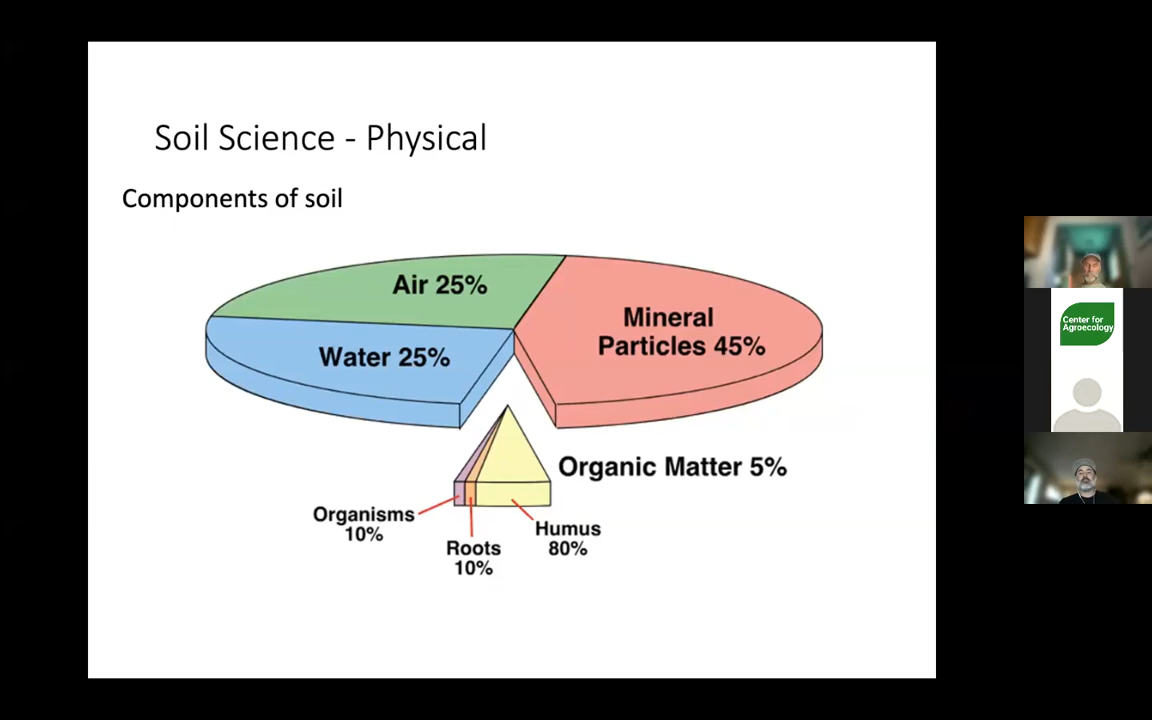 Soil Science - Physical
Components of soil
Air 25%
Mineral
Particles 45%
Water 25%
Organic Matter 5%
Organisms
10%
Roots
10%
Humus
80%
Center for
Agroecology